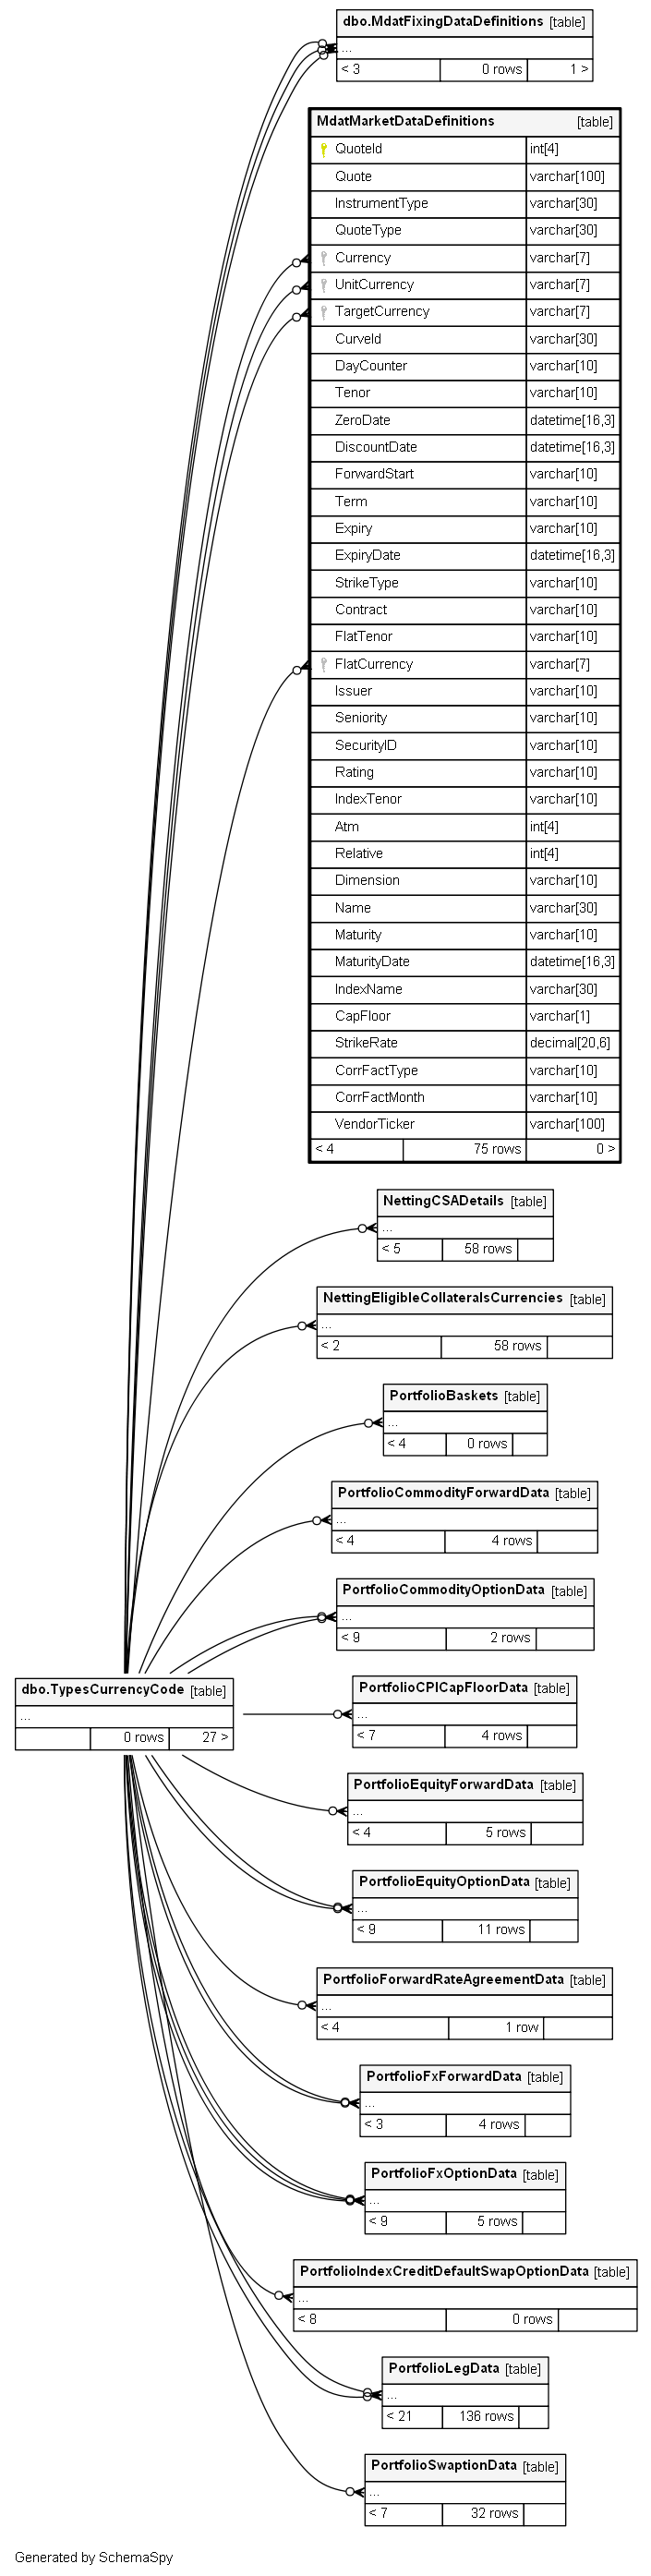 dbo.MdatFixingDataDefinitions [table]
...
< 3 0 rows 1 >
MdatMarketDataDefinitions [table]
QuoteId int[4]
Quote varchar[100]
InstrumentType varchar[30]
QuoteType varchar[30]
Currency varchar[7]
UnitCurrency varchar[7]
TargetCurrency varchar[7]
CurveId varchar[30]
DayCounter varchar[10]
Tenor varchar[10]
ZeroDate datetime[16,3]
DiscountDate datetime[16,3]
ForwardStart varchar[10]
Term varchar[10]
Expiry varchar[10]
ExpiryDate datetime[16,3]
StrikeType varchar[10]
Contract varchar[10]
FlatTenor varchar[10]
FlatCurrency varchar[7]
Issuer varchar[10]
Seniority varchar[10]
SecurityID varchar[10]
Rating varchar[10]
IndexTenor varchar[10]
Atm int[4]
Relative int[4]
Dimension varchar[10]
Name varchar[30]
Maturity varchar[10]
MaturityDate datetime[16,3]
IndexName varchar[30]
CapFloor varchar[1]
StrikeRate decimal[20,6]
CorrFactType varchar[10]
CorrFactMonth varchar[10]
VendorTicker varchar[100]
< 4 75 rows 0 >
NettingCSADetails [table]
...
< 5 58 rows
NettingEligibleCollateralsCurrencies [table]
...
< 2 58 rows
PortfolioBaskets [table]
...
< 4 0 rows
PortfolioCommodityForwardData [table]
...
< 4 4 rows
PortfolioCommodityOptionData [table]
...
< 9 2 rows
dbo.TypesCurrencyCode [table]
...
0 rows 27 >
PortfolioCPICapFloorData [table]
...
< 7 4 rows
PortfolioEquityForwardData [table]
...
< 4 5 rows
PortfolioEquityOptionData [table]
...
< 9 11 rows
PortfolioForwardRateAgreementData [table]
...
< 4 1 row
PortfolioFxForwardData [table]
...
< 3 4 rows
PortfolioFxOptionData [table]
...
< 9 5 rows
PortfolioIndexCreditDefaultSwapOptionData [table]
...
< 8 0 rows
PortfolioLegData [table]
...
< 21 136 rows
PortfolioSwaptionData [table]
...
< 7 32 rows
Generated by SchemaSpy